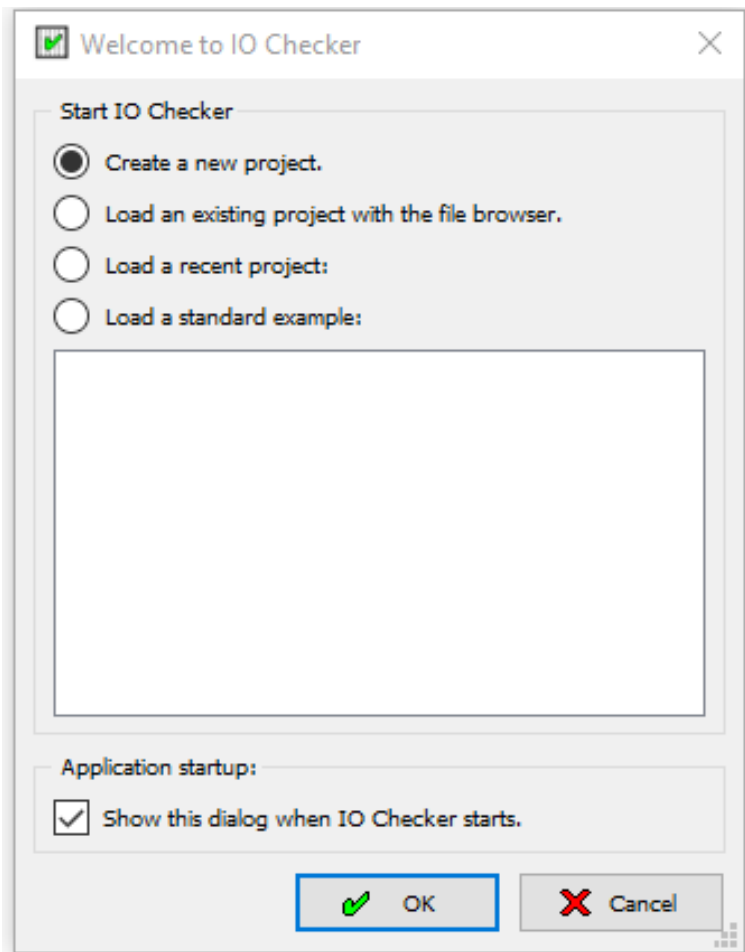 Welcome to IO Checker
Start IO Checker
Create a new project.
Load an existing project with the file browser.
Load a recent project:
Load a standard example:
Application startup:
Show this dialog when IO Checker starts.
OK
Cancel